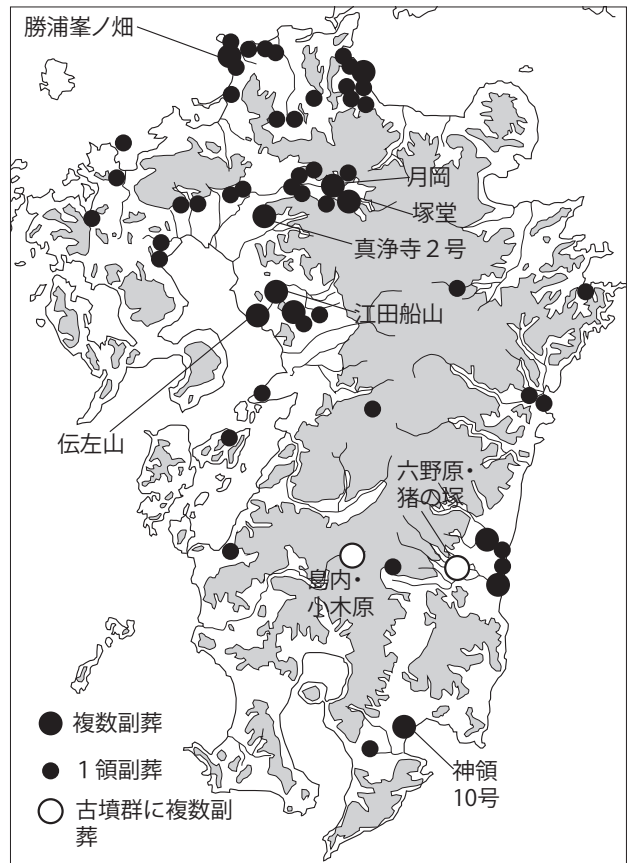 勝浦峯ノ畑
月岡
塚堂
真浄寺２号
江田船山
伝左山
六野原・
猪の塚
島内・
小木原
複数副葬
１領副葬
古墳群に複数副
葬
神領
10号